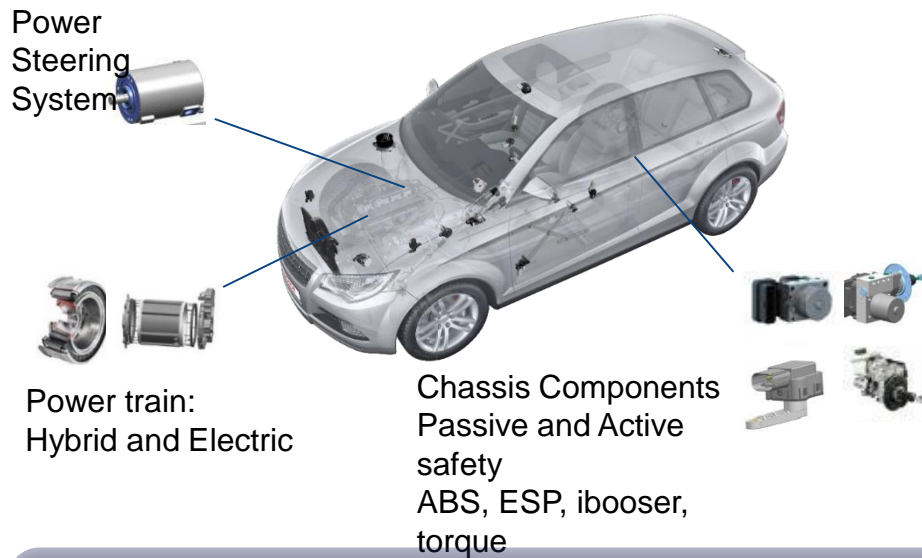 Power
Steering
System
Power train:
Hybrid and Electric
Chassis Components
Passive and Active
safety
ABS, ESP, ibooser,
torque